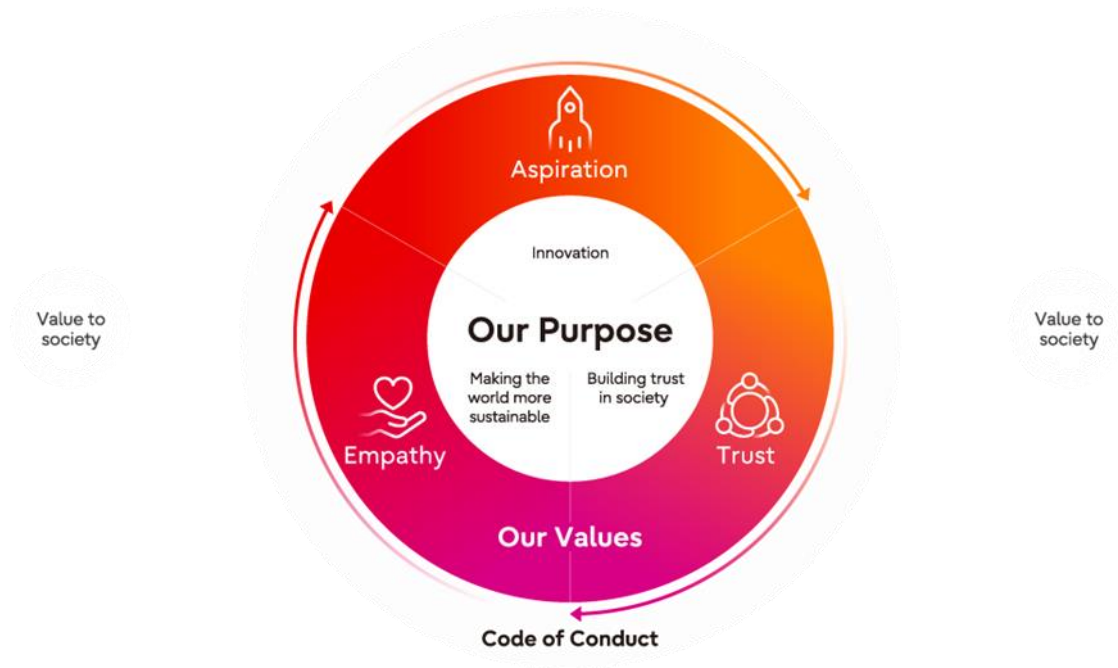 Aspiration
Innovation
Our Purpose
Making the
world more
sustainable
Building trust
in society
Value to
society
Value to
society
Empathy
Trust
Our Values
Code of Conduct